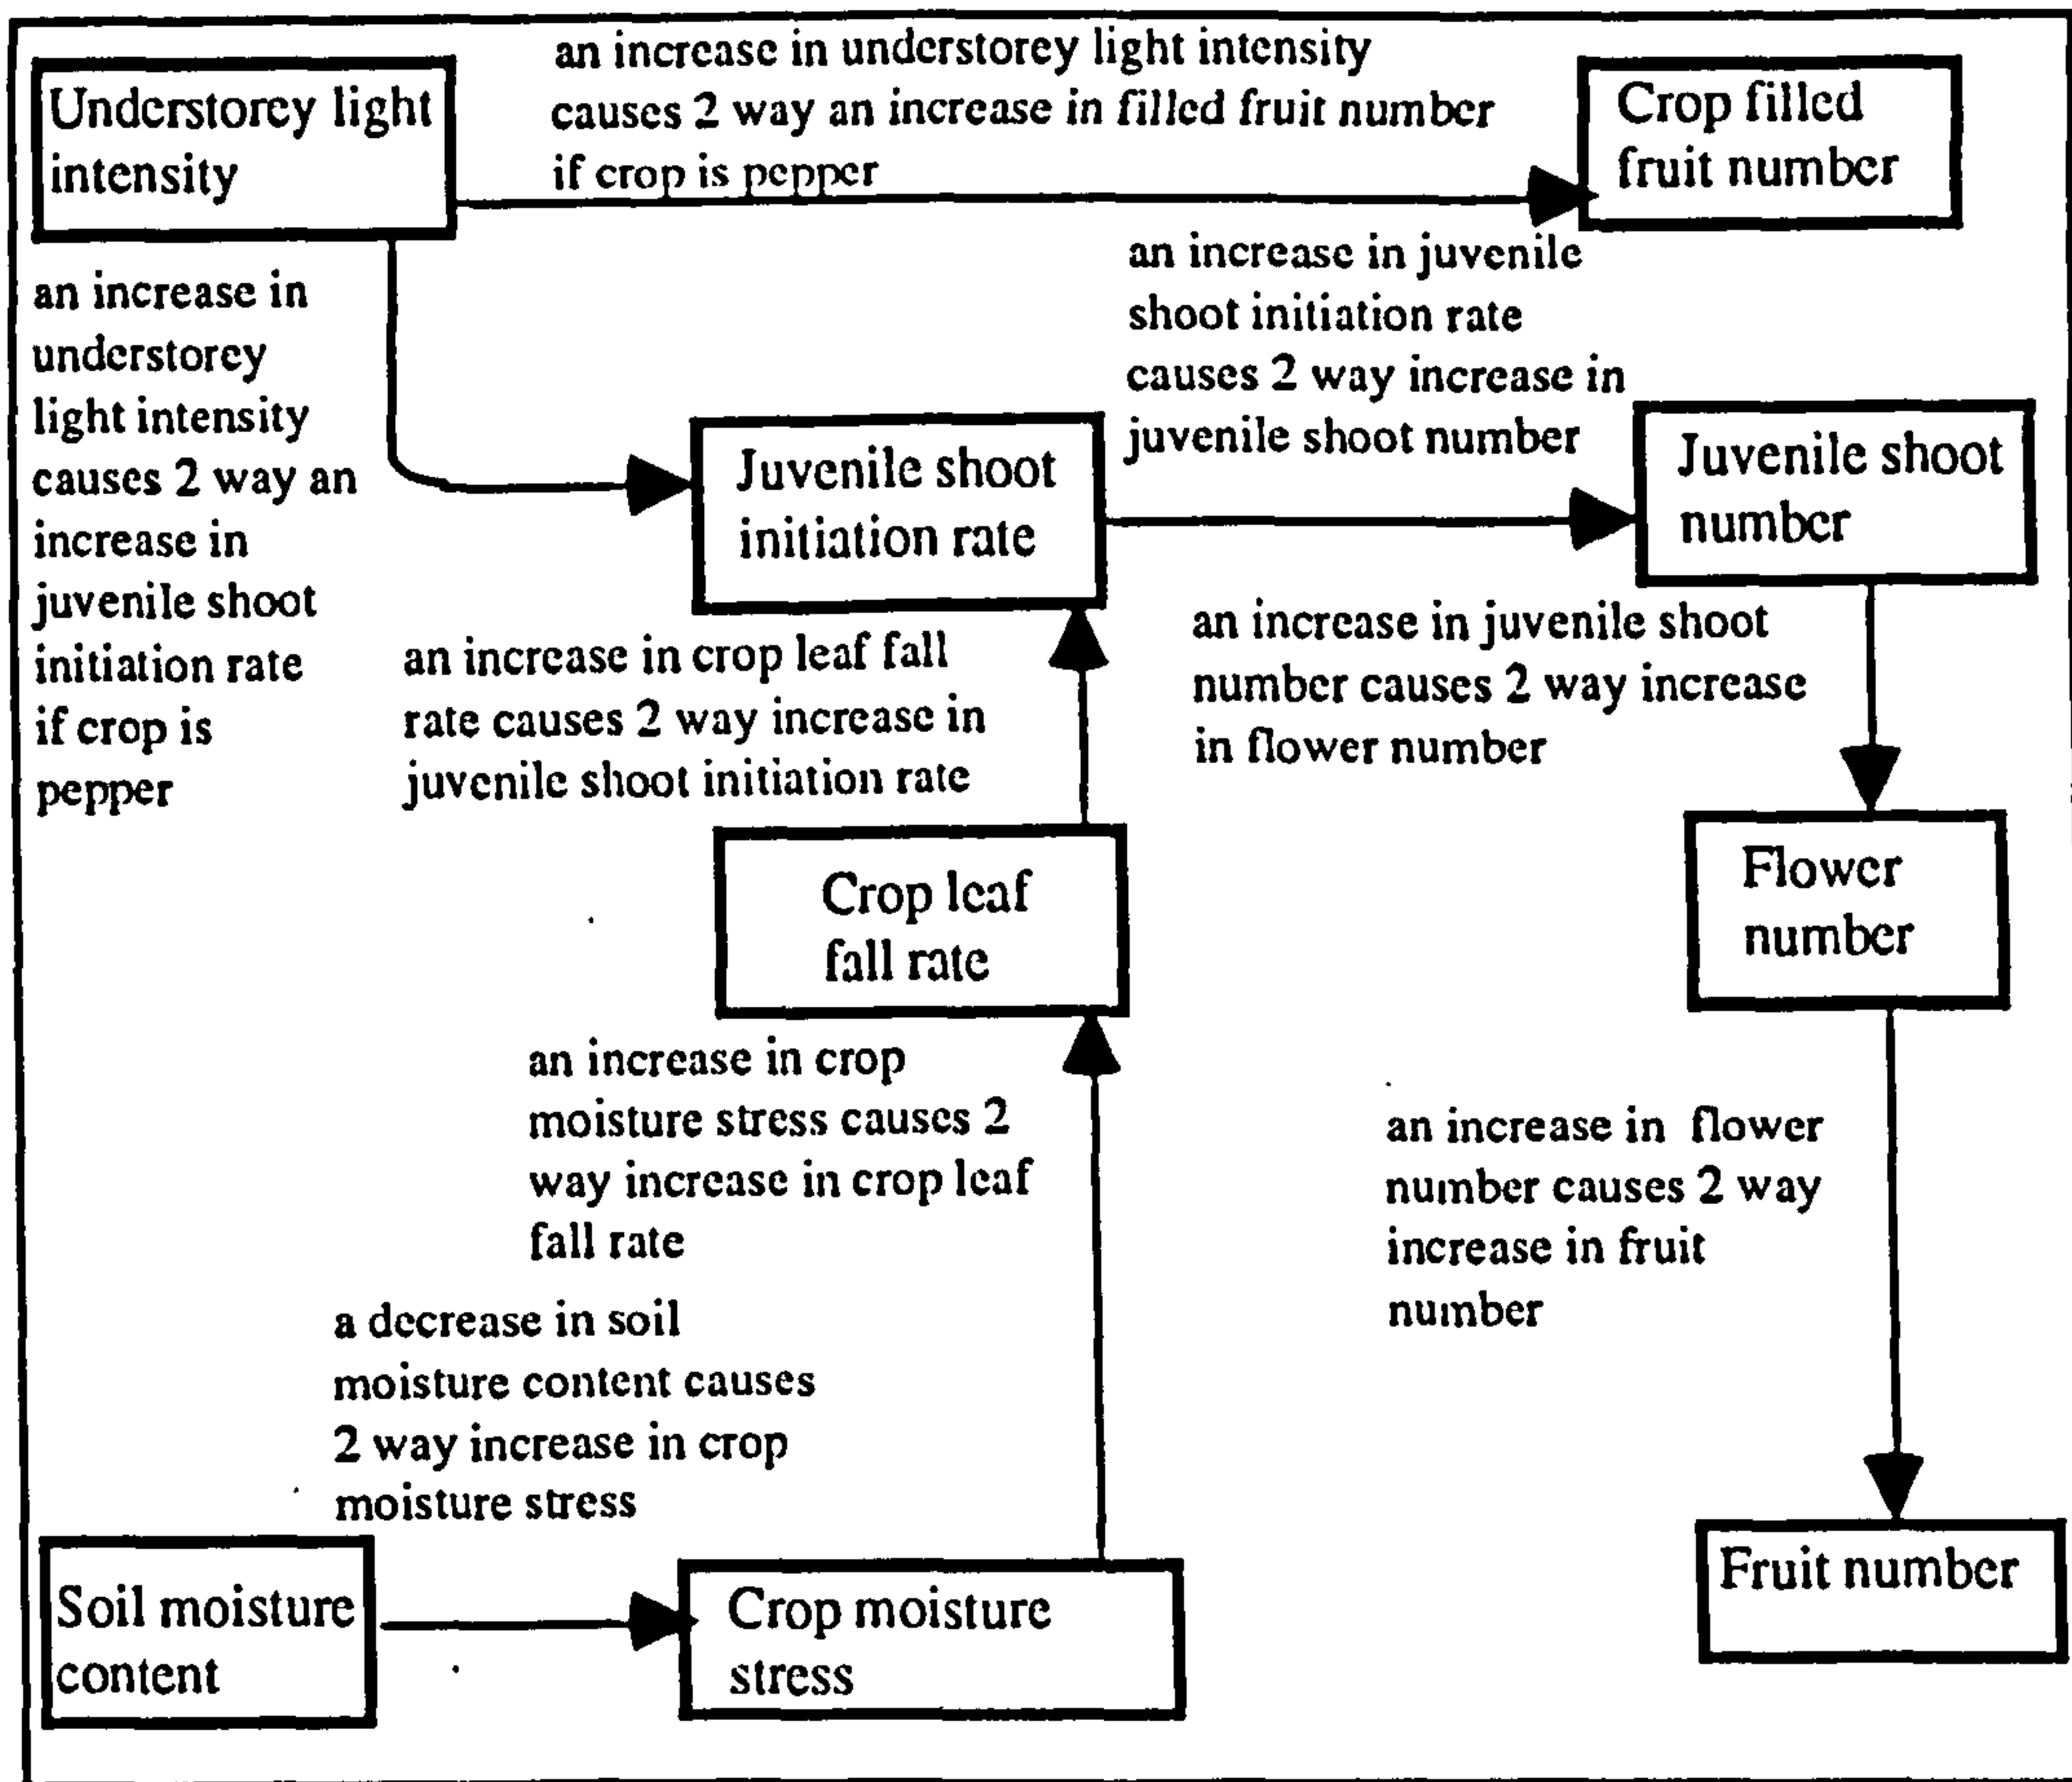 Understorey light
intensity
an increase in understorey light intensity
causes 2 way an increase in filled fruit number
if crop is pepper
Crop filled
fruit number
an increase in
understorey
light intensity
causes 2 way an
increase in
juvenile shoot
initiation rate
if crop is
pepper
an increase in juvenile
shoot initiation rate
causes 2 way increase in
juvenile shoot number
Juvenile shoot
initiation rate
Juvenile shoot
number
an increase in crop leaf fall
rate causes 2 way increase in
juvenile shoot initiation rate
an increase in juvenile shoot
number causes 2 way increase
in flower number
Crop leaf
fall rate
Flower
number
an increase in crop
moisture stress causes 2
way increase in crop leaf
fall rate
an increase in flower
number causes 2 way
increase in fruit
number
a decrease in soil
moisture content causes
2 way increase in crop
moisture stress
Soil moisture
content
Crop moisture
stress
Fruit number